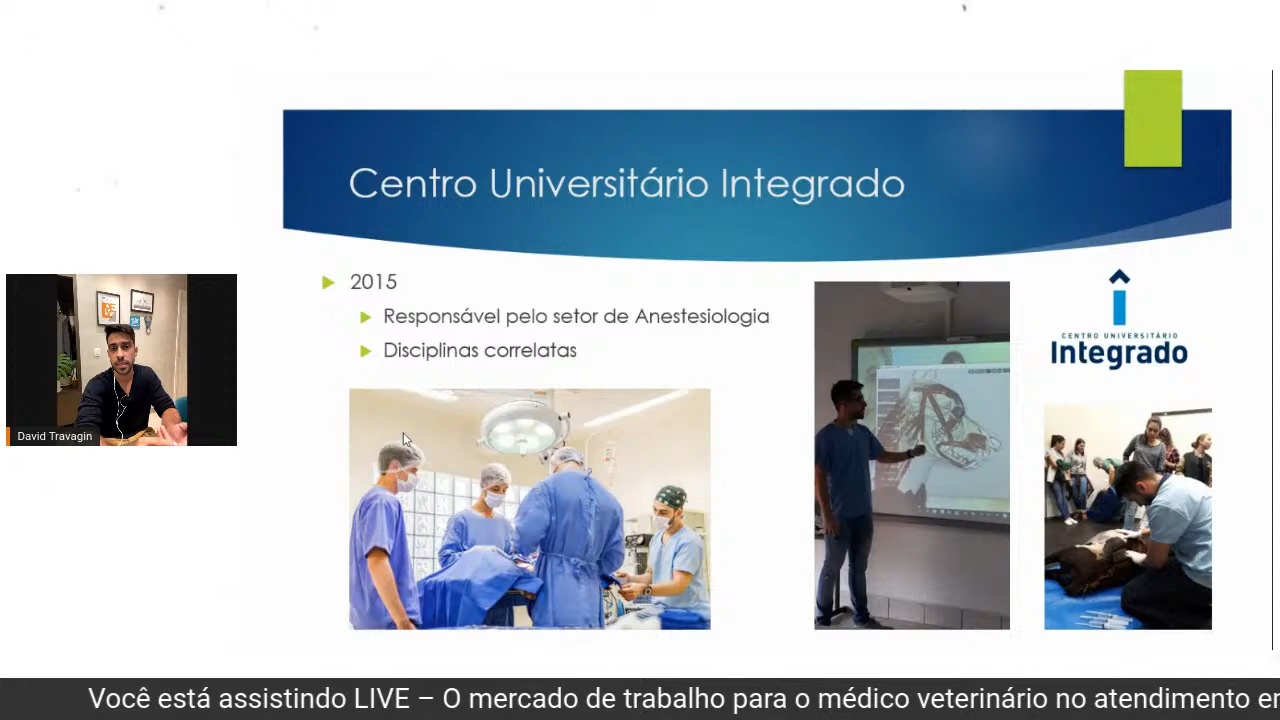 Centro Universitário Integrado
2015
Responsável pelo setor de Anestesiologia
Disciplinas correlatas
CENTRO UNIVERSITÁRIO
Integrado
David Travagin
Você está assistindo LIVE – O mercado de trabalho para o médico veterinário no atendimento